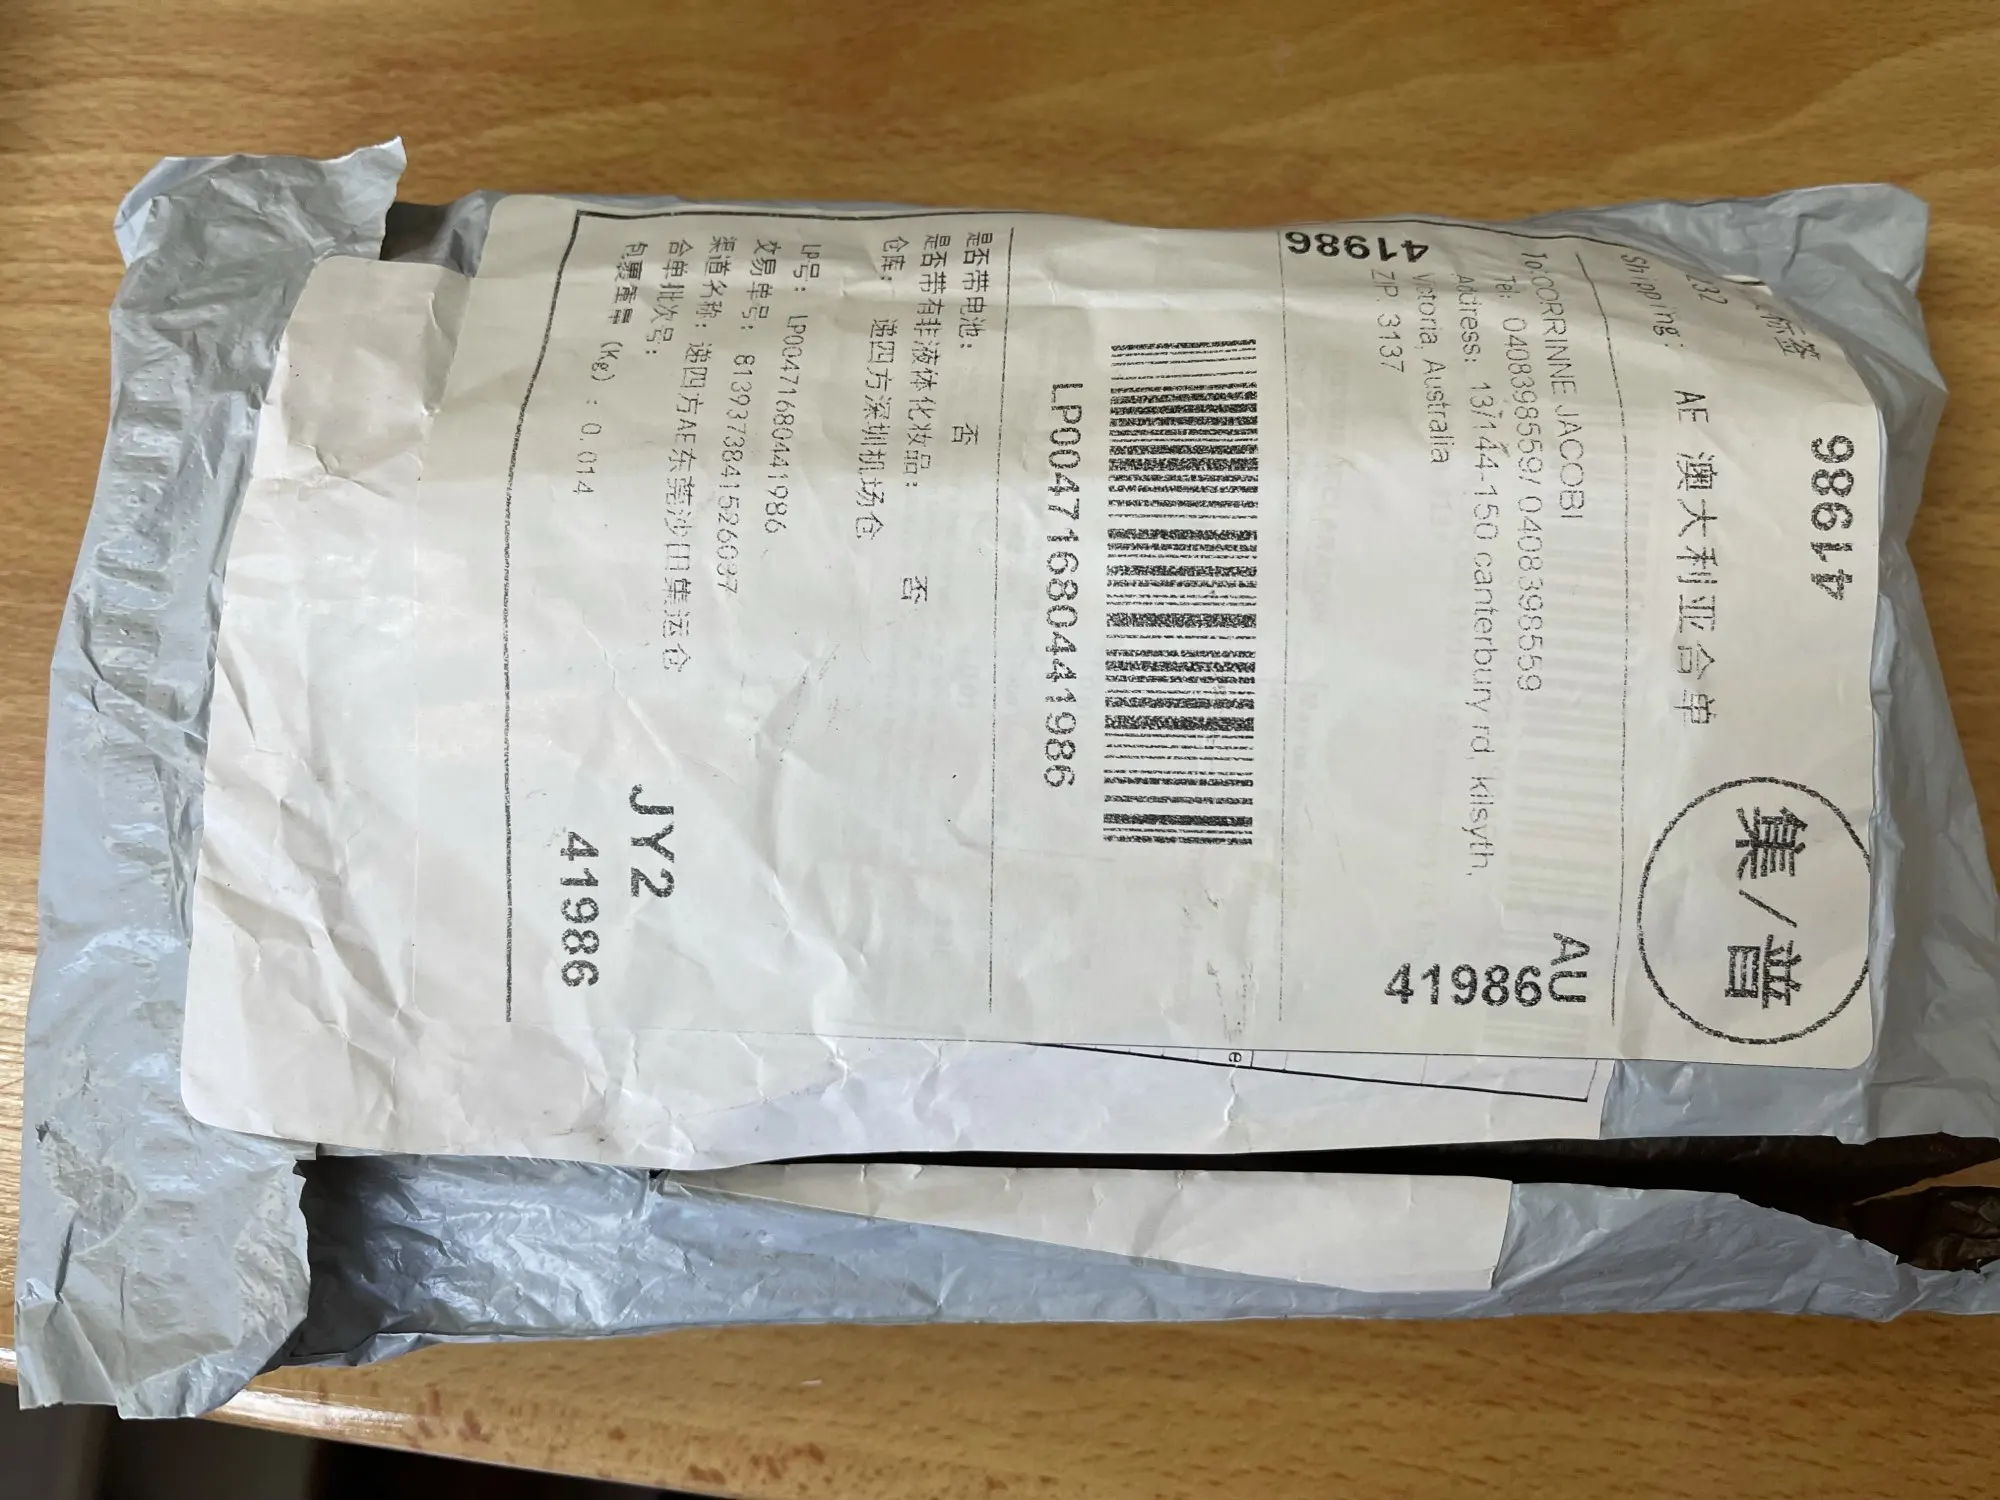 标签
41986
232
Shipping:
AE 澳大利亚合单
集/普
To:CORRINNE JACOBI
Tel: 0408398559/0408398559
Address: 13/144-150 canterbury rd, kilsyth,
Victoria, Australia
ZIP: 3137
AU
41986
41986
LP00471680441986
是否带电池: 否
是否带有非液体化妆品: 否
仓库: 递四方深圳机场仓
LP号: LP00471680441986
交易单号: 8139373841526037
渠道名称: 递四方AE东莞沙田集运仓
合单批次号:
包裹重量 (Kg) : 0.014
JY2
41986
e